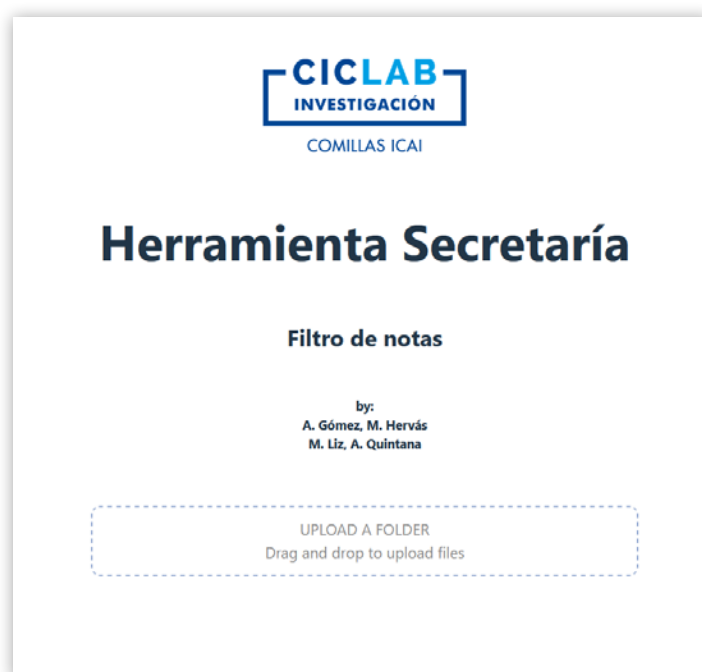 CICLAB
INVESTIGACIÓN
COMILLAS ICAI
Herramienta Secretaría
Filtro de notas
by:
A. Gómez, M. Hervás
M. Liz, A. Quintana
UPLOAD A FOLDER
Drag and drop to upload files